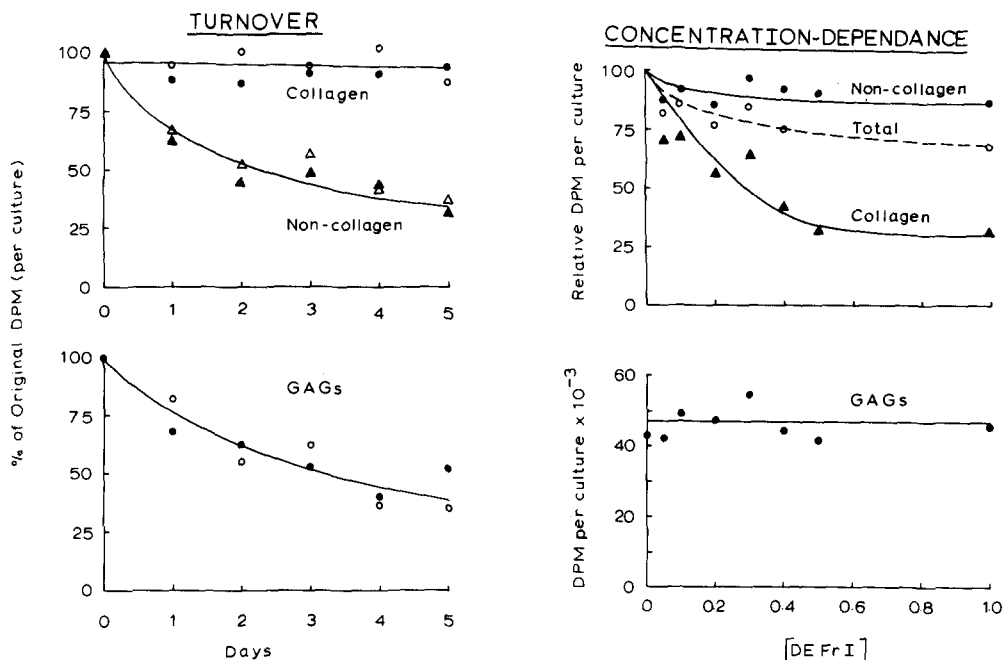 TURNOVER
% of Original DPM (per culture)
100
75
50
25
0
Collagen
Non-collagen
0 1 2 3 4 5
100
75
50
25
0
GAGs
0 1 2 3 4 5
Days
CONCENTRATION-DEPENDANCE
Relative DPM per culture
100
75
50
25
0
Non-collagen
Total
Collagen
DPM per culture x 10⁻³
60
40
20
0
GAGs
0 0.2 0.4 0.6 0.8 1.0
[DE Fr I]